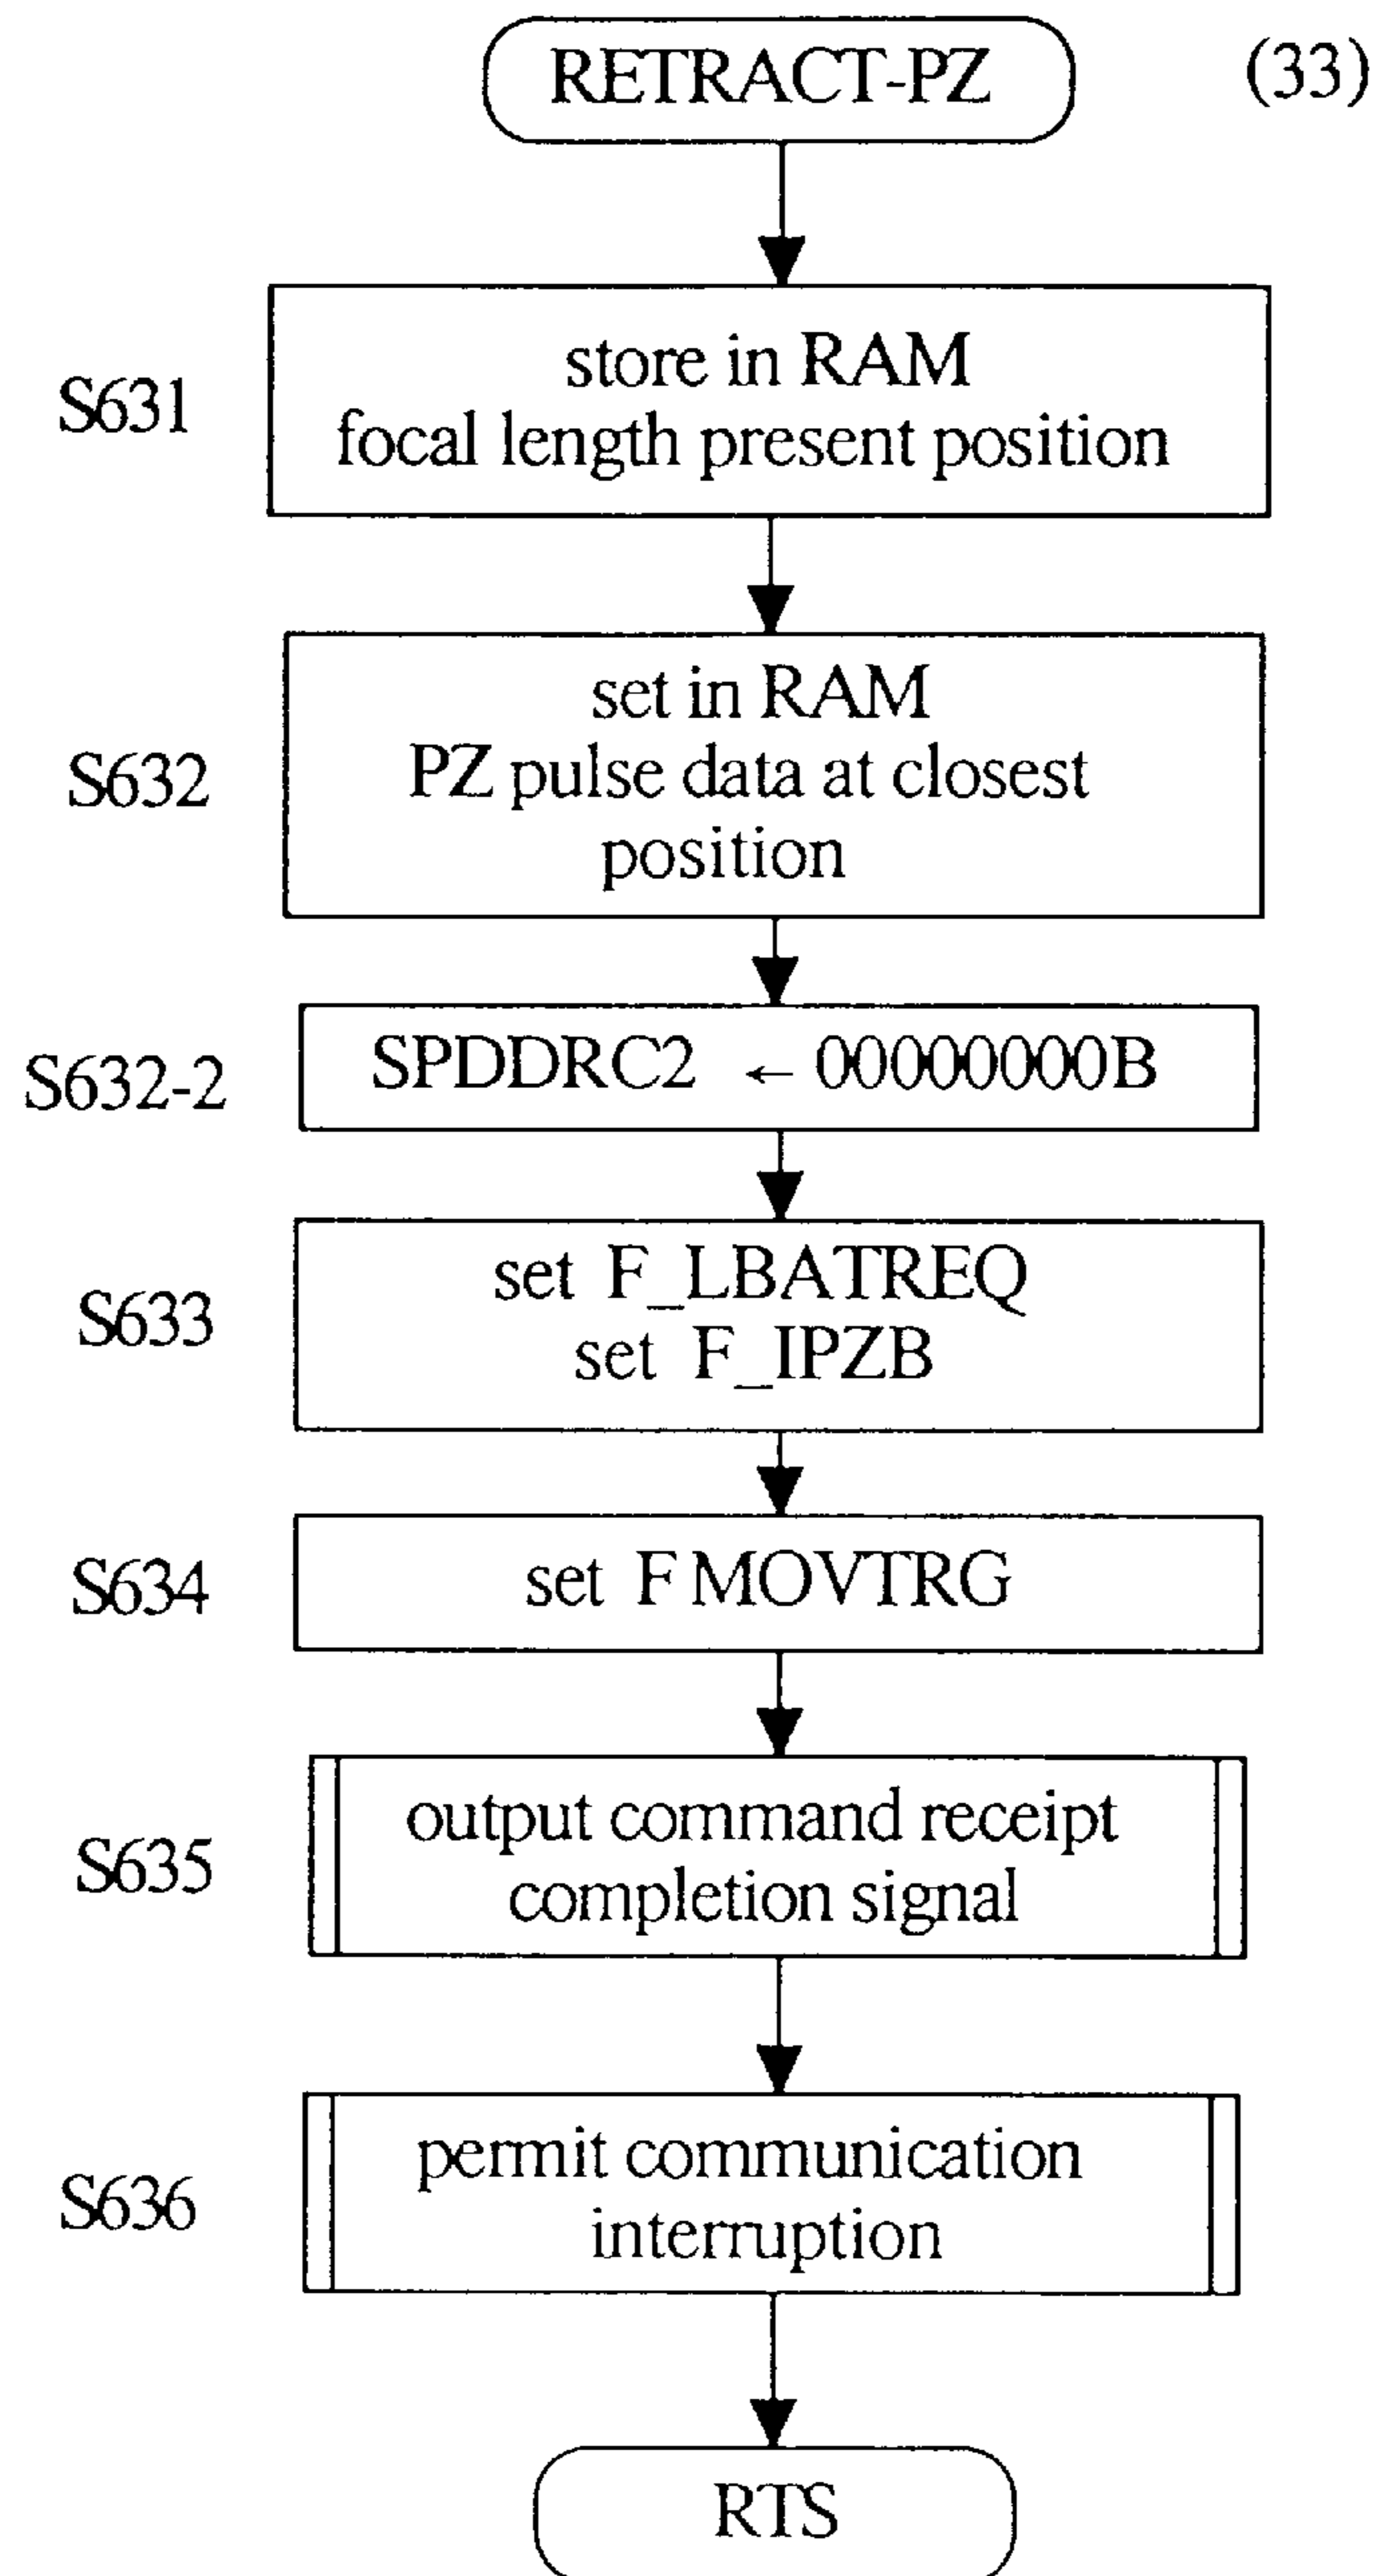 RETRACT-PZ
(33)
S631
store in RAM
focal length present position
S632
set in RAM
PZ pulse data at closest
position
S632-2
SPDDRC2 ← 00000000B
S633
set F_LBATREQ
set F_IPZB
S634
set F MOVTRG
S635
output command receipt
completion signal
S636
permit communication
interruption
RTS